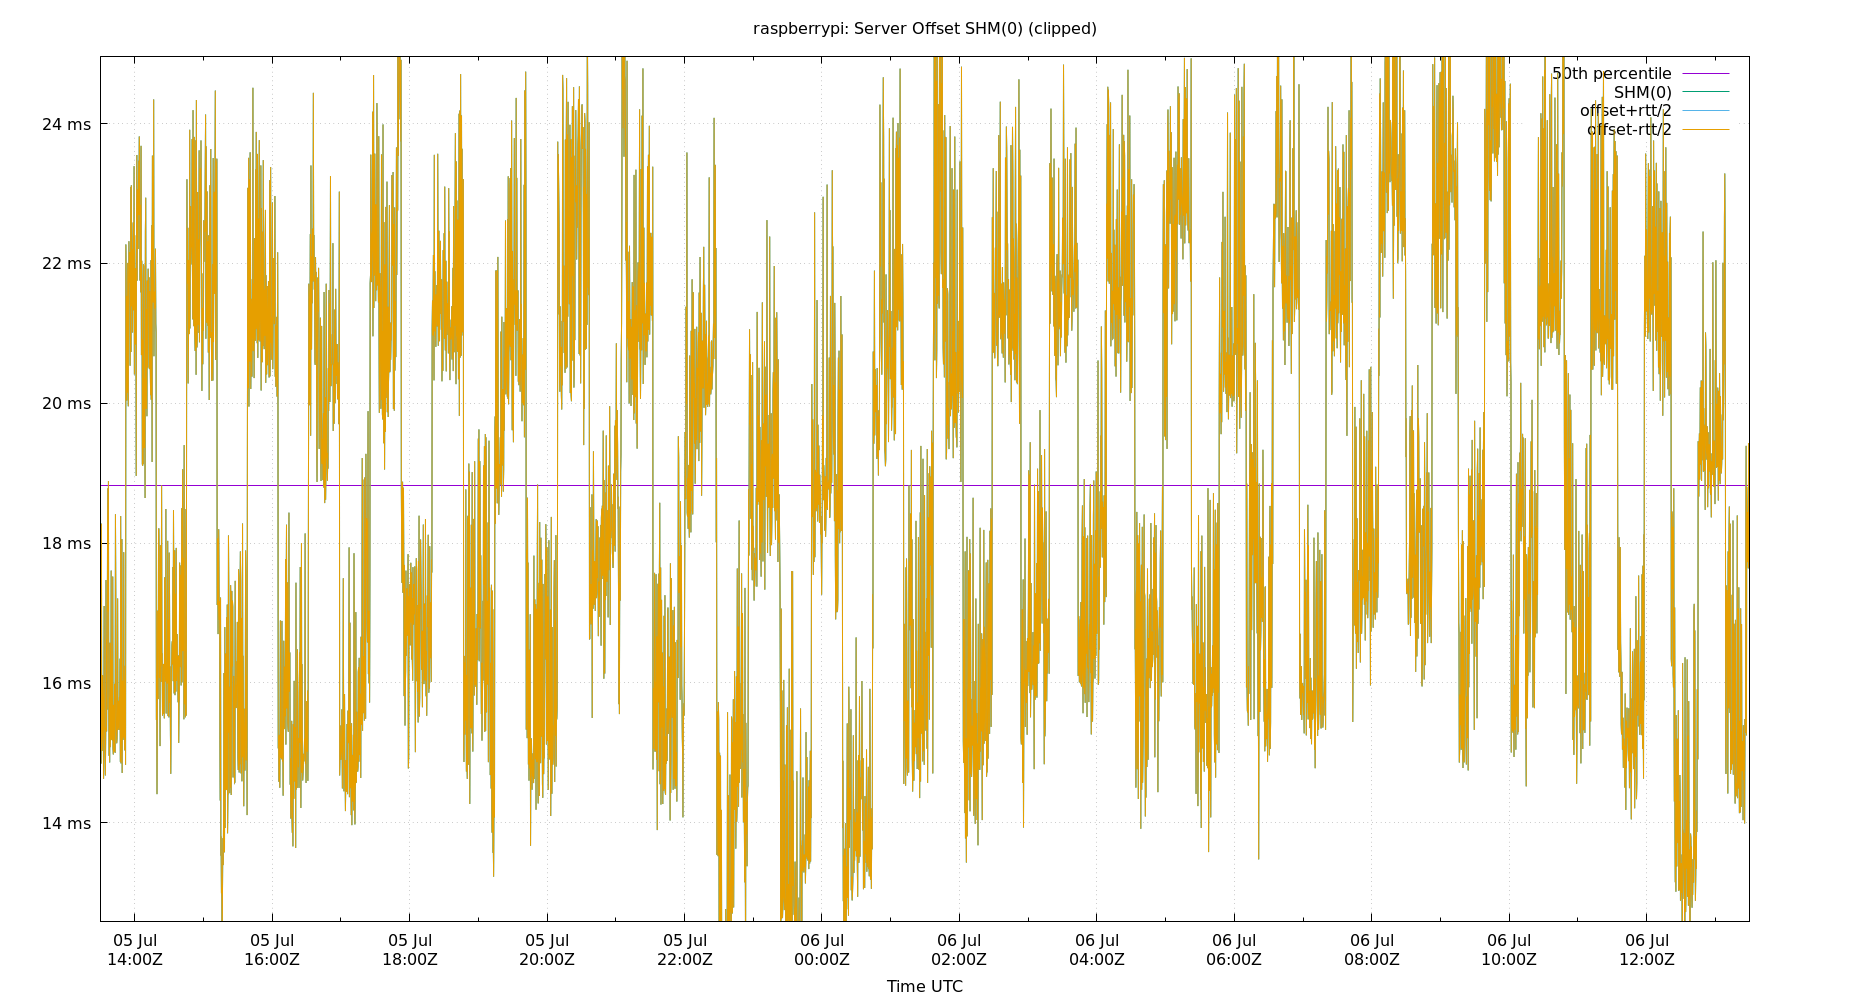 raspberrypi: Server Offset SHM(0) (clipped)
50th percentile
SHM(0)
offset+rtt/2
offset-rtt/2
24 ms
22 ms
20 ms
18 ms
16 ms
14 ms
05 Jul 05 Jul 05 Jul 05 Jul 05 Jul 06 Jul 06 Jul 06 Jul 06 Jul 06 Jul 06 Jul 06 Jul
14:00Z 16:00Z 18:00Z 20:00Z 22:00Z 00:00Z 02:00Z 04:00Z 06:00Z 08:00Z 10:00Z 12:00Z
Time UTC